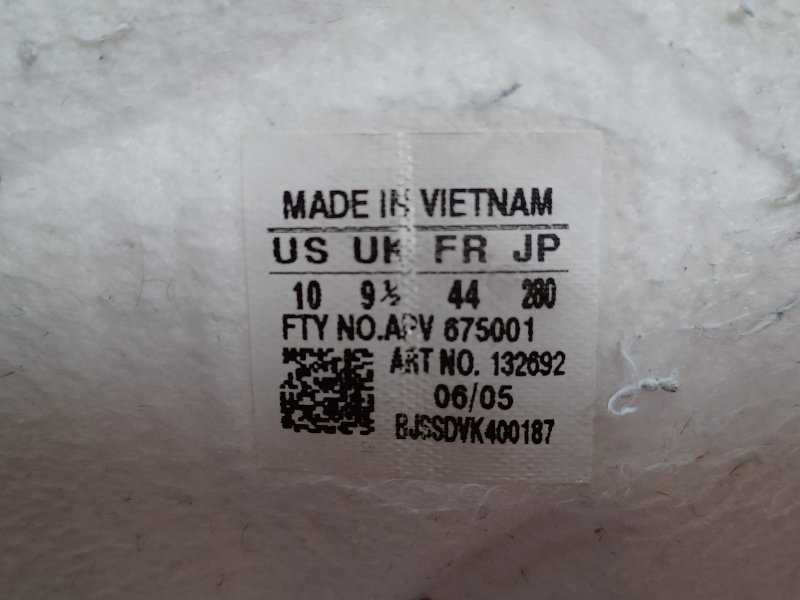 MADE IN VIETNAM
US UK FR JP
10 9½ 44 280
FTY NO.APV 675001
ART NO. 132692
06/05
BJSSDVK400187